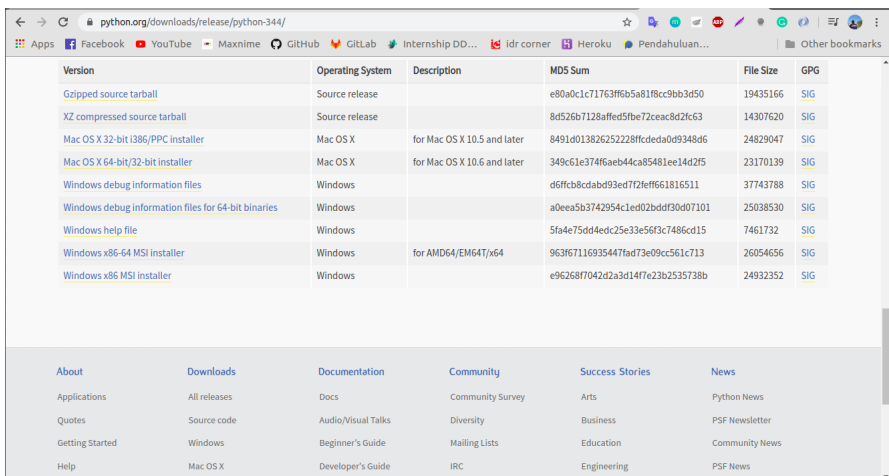 python.org/downloads/release/python-344/
Apps Facebook YouTube Maxnime GitHub GitLab Internship DD... idr corner Heroku Pendahuluan... Other bookmarks
Version Operating System Description MD5 Sum File Size GPG
Gzipped source tarball Source release e80a0c1c71763ff6b5a81f8cc9bb3d50 19435166 SIG
XZ compressed source tarball Source release 8d526b7128affed5fbe72ceac8d2fc63 14307620 SIG
Mac OS X 32-bit i386/PPC installer Mac OS X for Mac OS X 10.5 and later 8491d013826252228ffcdeda0d9348d6 24829047 SIG
Mac OS X 64-bit/32-bit installer Mac OS X for Mac OS X 10.6 and later 349c61e374f6aeb44ca85481ee14d2f5 23170139 SIG
Windows debug information files Windows d6ffcb8cdabd93ed7f2feff661816511 37743788 SIG
Windows debug information files for 64-bit binaries Windows a0eea5b3742954c1ed02bddf30d07101 25038530 SIG
Windows help file Windows 5fa4e75dd4edc25e33e56f3c7486cd15 7461732 SIG
Windows x86-64 MSI installer Windows for AMD64/EM64T/x64 963f67116935447fad73e09cc561c713 26054656 SIG
Windows x86 MSI installer Windows e96268f7042d2a3d14f7e23b2535738b 24932352 SIG
About Downloads Documentation Community Success Stories News
Applications All releases Docs Community Survey Arts Python News
Quotes Source code Audio/Visual Talks Diversity Business PSF Newsletter
Getting Started Windows Beginner's Guide Mailing Lists Education Community News
Help Mac OS X Developer's Guide IRC Engineering PSF News